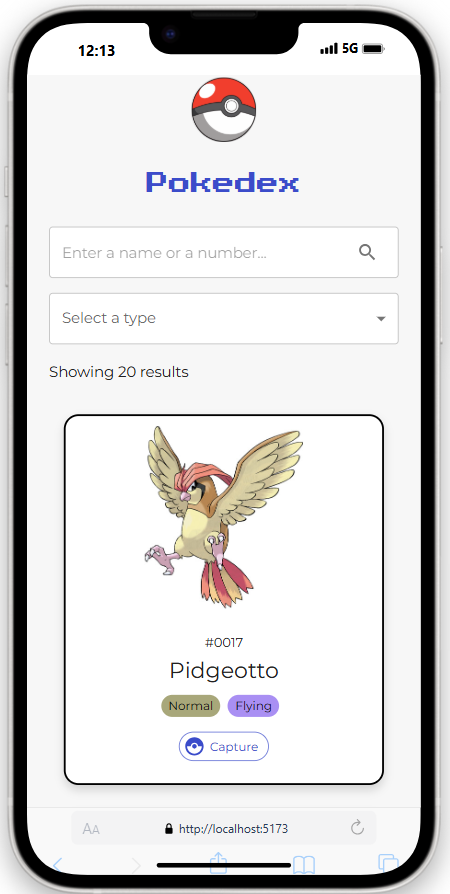 12:13
5G
Pokedex
Enter a name or a number...
Select a type
Showing 20 results
#0017
Pidgeotto
Normal Flying
Capture
AA http://localhost:5173